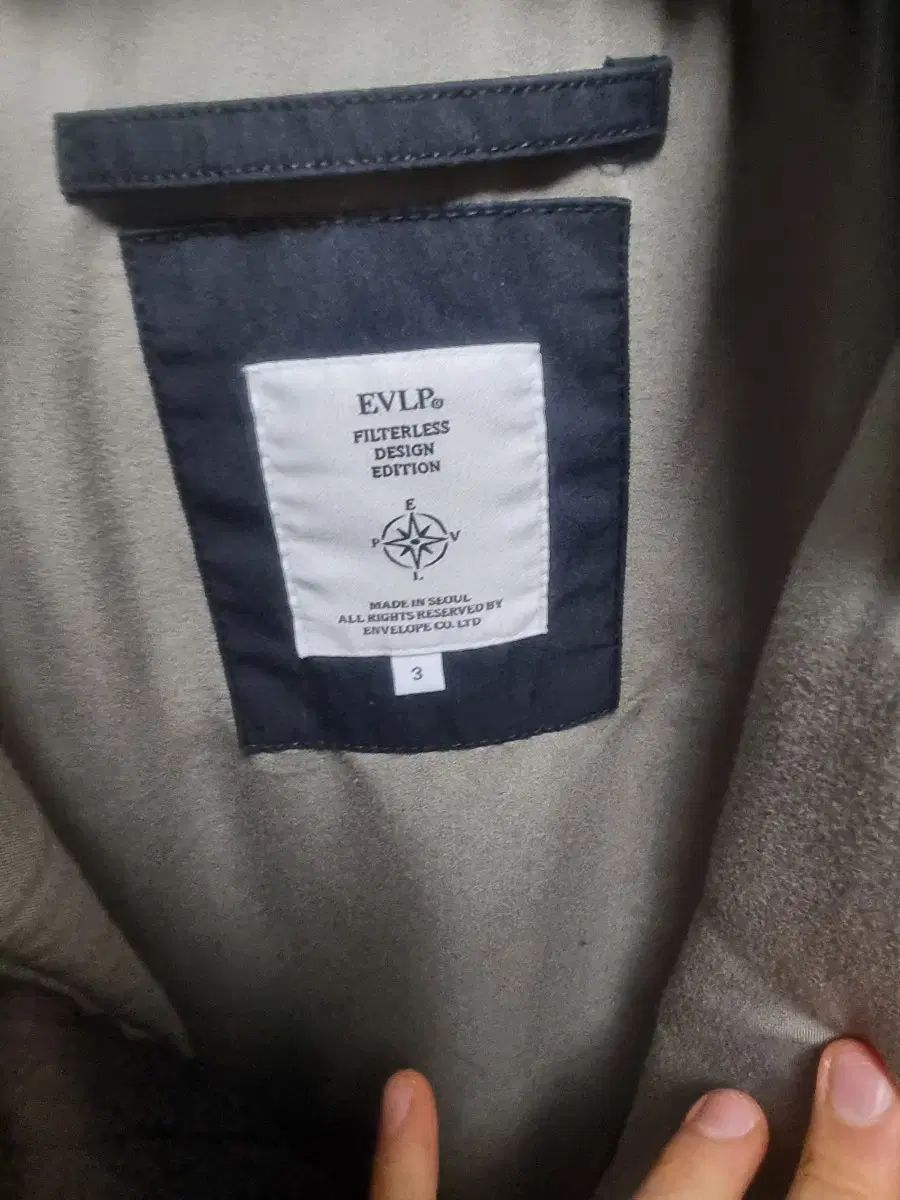 EVLP©
FILTERLESS
DESIGN
EDITION
E
P V
L
MADE IN SEOUL
ALL RIGHTS RESERVED BY
ENVELOPE CO. LTD
3